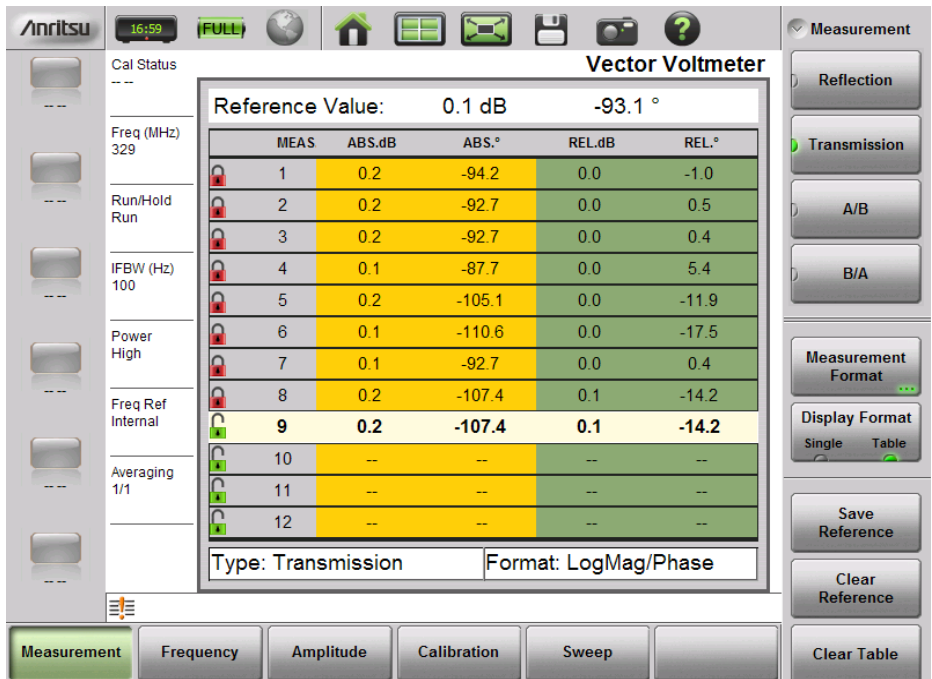 Anritsu 16:59 FULL ? Measurement
Cal Status
-- --
Freq (MHz)
329
Run/Hold
Run
IFBW (Hz)
100
Power
High
Freq Ref
Internal
Averaging
1/1
-- --
-- --
-- --
-- --
-- --
-- --
Vector Voltmeter
Reference Value: 0.1 dB -93.1 °
MEAS ABS.dB ABS.° REL.dB REL.°
1 0.2 -94.2 0.0 -1.0
2 0.2 -92.7 0.0 0.5
3 0.2 -92.7 0.0 0.4
4 0.1 -87.7 0.0 5.4
5 0.2 -105.1 0.0 -11.9
6 0.1 -110.6 0.0 -17.5
7 0.1 -92.7 0.0 0.4
8 0.2 -107.4 0.1 -14.2
9 0.2 -107.4 0.1 -14.2
10 -- -- -- --
11 -- -- -- --
12 -- -- -- --
Type: Transmission Format: LogMag/Phase
Reflection
Transmission
A/B
B/A
Measurement
Format
...
Display Format
Single Table
Save
Reference
Clear
Reference
Clear Table
Measurement Frequency Amplitude Calibration Sweep